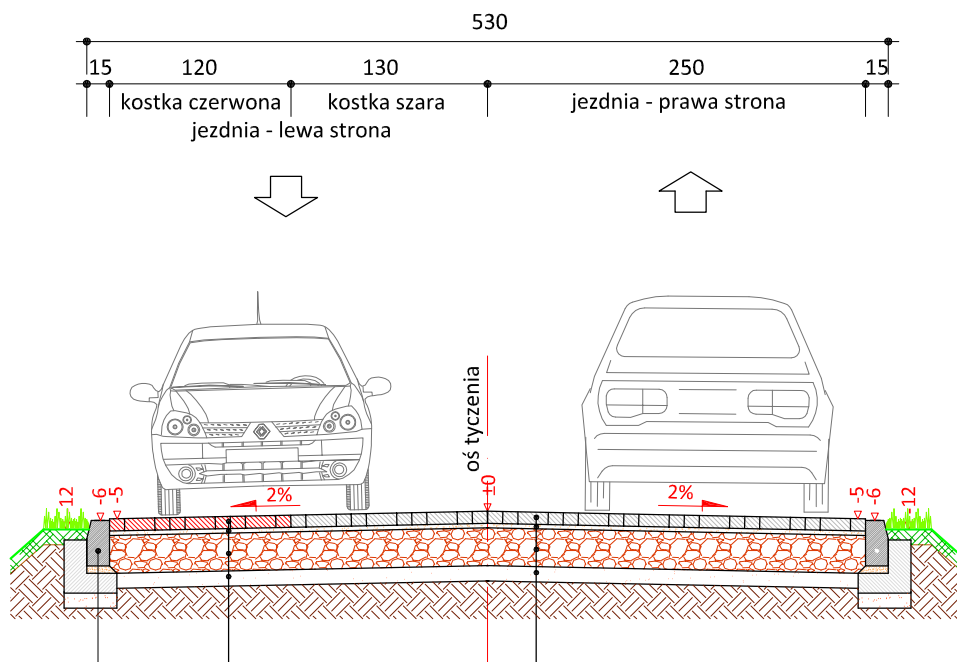 530
15 120 130 250 15
kostka czerwona kostka szara jezdnia - prawa strona
jezdnia - lewa strona
oś tyczenia
12 -6 -5 2% ±0 2% -5 -6 -12